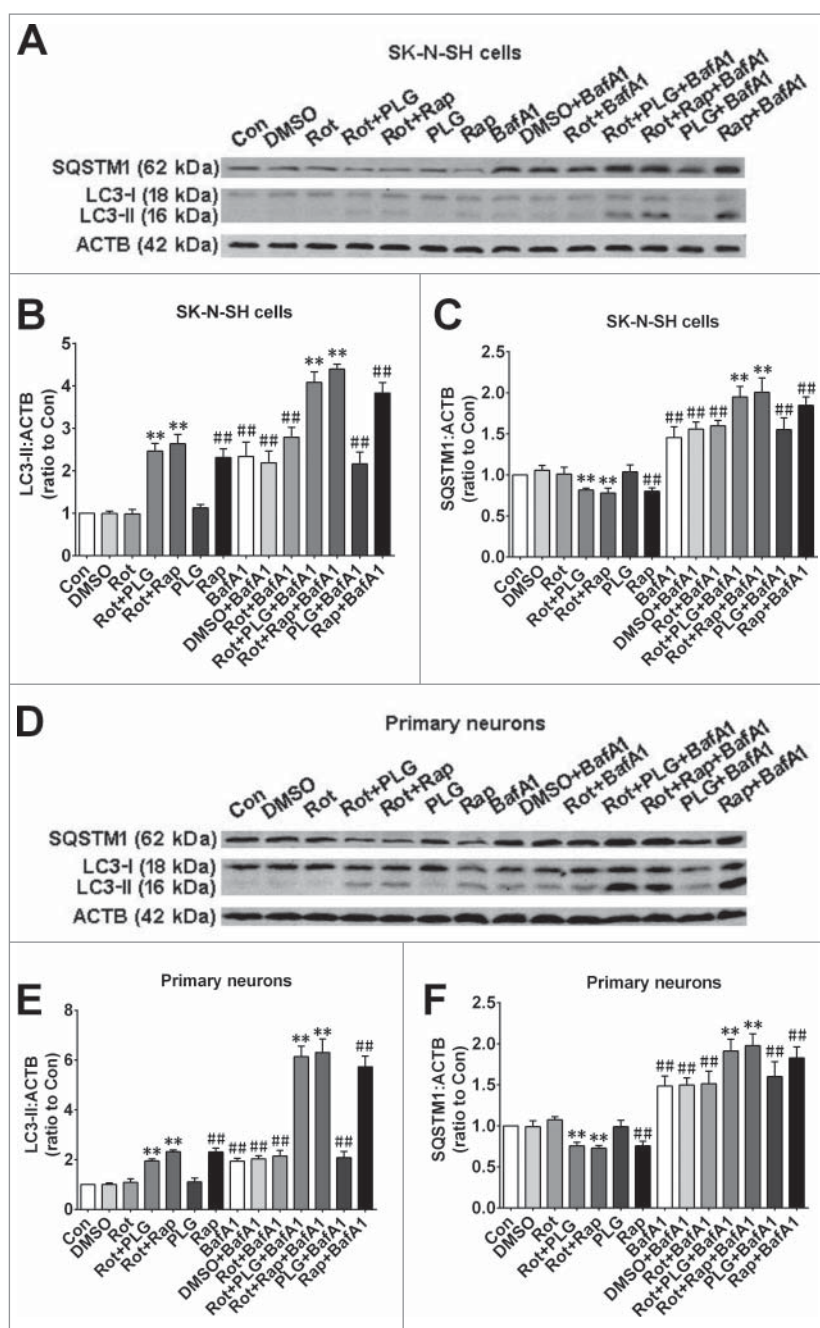 A
SK-N-SH cells
Con DMSO Rot Rot+PLG Rot+Rap PLG Rap BafA1 DMSO+BafA1 Rot+BafA1 Rot+PLG+BafA1 Rot+Rap+BafA1 PLG+BafA1 Rap+BafA1
SQSTM1 (62 kDa)
LC3-I (18 kDa)
LC3-II (16 kDa)
ACTB (42 kDa)
B
SK-N-SH cells
LC3-II:ACTB
(ratio to Con)
5
4
3
2
1
0
** ** ## ## ## ## ** ** ## ##
Con DMSO Rot Rot+PLG Rot+Rap PLG Rap BafA1 DMSO+BafA1 Rot+BafA1 Rot+PLG+BafA1 Rot+Rap+BafA1 PLG+BafA1 Rap+BafA1
C
SK-N-SH cells
SQSTM1:ACTB
(ratio to Con)
2.5
2.0
1.5
1.0
0.5
0.0
** ** ## ## ## ## ** ** ## ##
Con DMSO Rot Rot+PLG Rot+Rap PLG Rap BafA1 DMSO+BafA1 Rot+BafA1 Rot+PLG+BafA1 Rot+Rap+BafA1 PLG+BafA1 Rap+BafA1
D
Primary neurons
Con DMSO Rot Rot+PLG Rot+Rap PLG Rap BafA1 DMSO+BafA1 Rot+BafA1 Rot+PLG+BafA1 Rot+Rap+BafA1 PLG+BafA1 Rap+BafA1
SQSTM1 (62 kDa)
LC3-I (18 kDa)
LC3-II (16 kDa)
ACTB (42 kDa)
E
Primary neurons
LC3-II:ACTB
(ratio to Con)
8
6
4
2
0
** ** ## ## ## ## ** ** ## ##
Con DMSO Rot Rot+PLG Rot+Rap PLG Rap BafA1 DMSO+BafA1 Rot+BafA1 Rot+PLG+BafA1 Rot+Rap+BafA1 PLG+BafA1 Rap+BafA1
F
Primary neurons
SQSTM1:ACTB
(ratio to Con)
2.5
2.0
1.5
1.0
0.5
0.0
** ** ## ## ## ## ** ** ## ##
Con DMSO Rot Rot+PLG Rot+Rap PLG Rap BafA1 DMSO+BafA1 Rot+BafA1 Rot+PLG+BafA1 Rot+Rap+BafA1 PLG+BafA1 Rap+BafA1